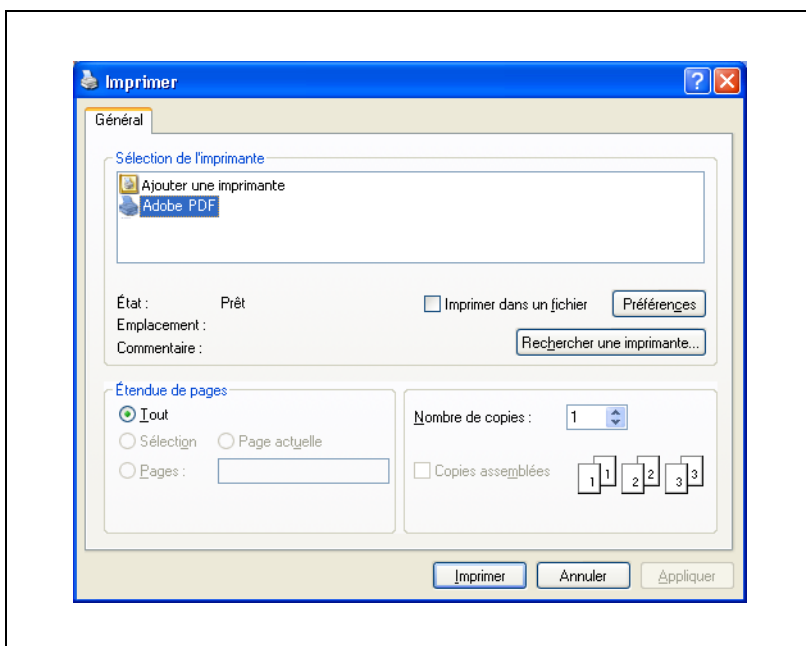 Imprimer
Général
Sélection de l'imprimante
Ajouter une imprimante
Adobe PDF
État : Prêt
Imprimer dans un fichier Préférences
Emplacement :
Commentaire : Rechercher une imprimante...
Étendue de pages
Tout
Sélection Page actuelle
Pages :
Nombre de copies : 1
Copies assemblées
1 1 2 2 3 3
Imprimer Annuler Appliquer